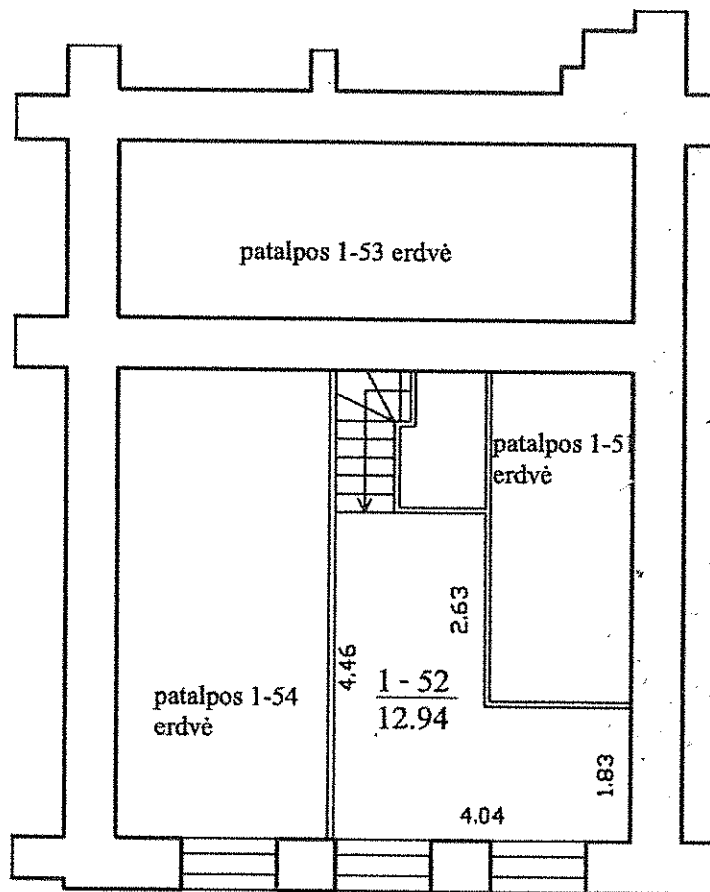 patalpos 1-53 erdvė
patalpos 1-51
erdvė
2.63
4.46
1 - 52
12.94
patalpos 1-54
erdvė
1.83
4.04